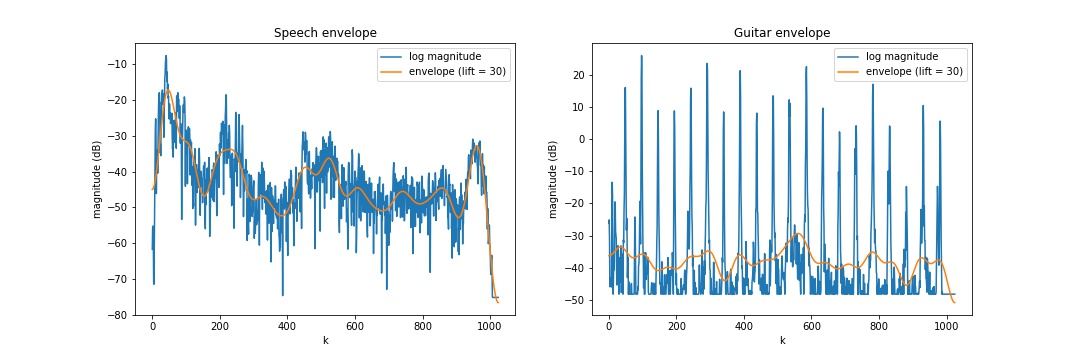 Speech envelope
log magnitude
envelope (lift = 30)
magnitude (dB)
−10
−20
−30
−40
−50
−60
−70
−80
0
200
400
600
800
1000
k
Guitar envelope
log magnitude
envelope (lift = 30)
magnitude (dB)
20
10
0
−10
−20
−30
−40
−50
0
200
400
600
800
1000
k